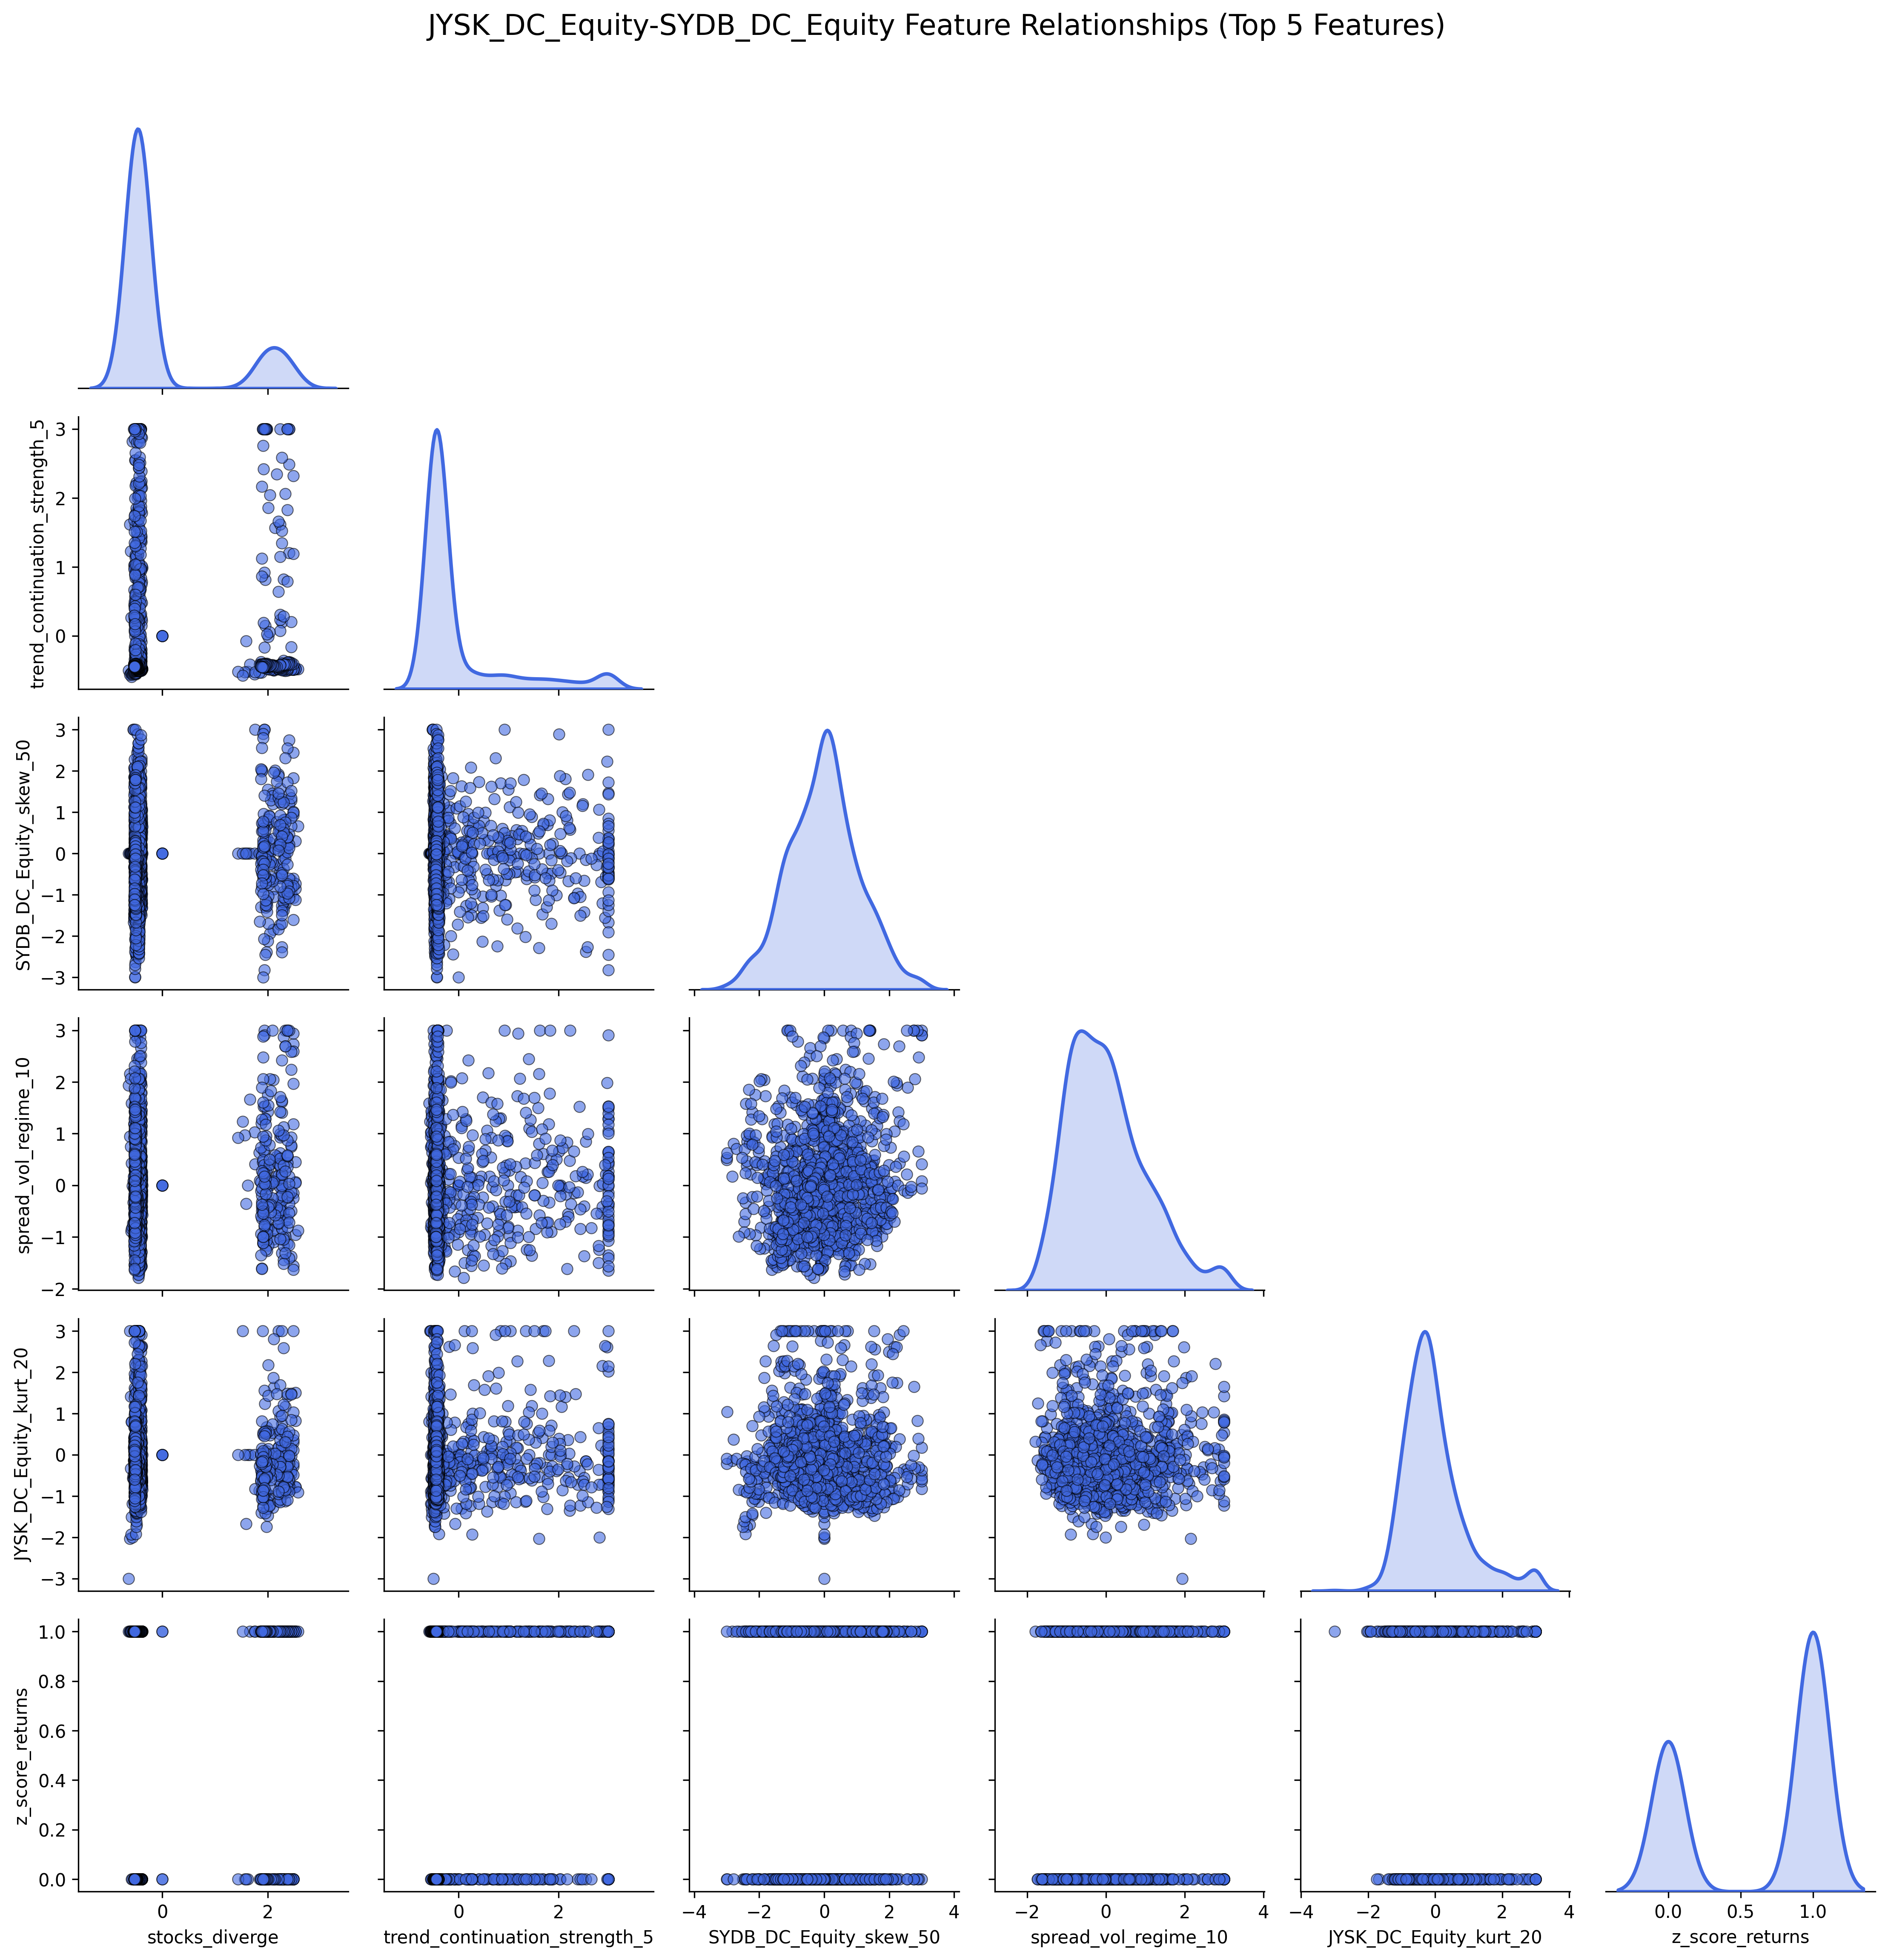 JYSK_DC_Equity-SYDB_DC_Equity Feature Relationships (Top 5 Features)
trend_continuation_strength_5
3
2
1
0
SYDB_DC_Equity_skew_50
3
2
1
0
−1
−2
−3
spread_vol_regime_10
3
2
1
0
−1
−2
JYSK_DC_Equity_kurt_20
3
2
1
0
−1
−2
−3
z_score_returns
1.0
0.8
0.6
0.4
0.2
0.0
0 2
0 2
−4 −2 0 2 4
−2 0 2 4
−4 −2 0 2 4
0.0 0.5 1.0
stocks_diverge
trend_continuation_strength_5
SYDB_DC_Equity_skew_50
spread_vol_regime_10
JYSK_DC_Equity_kurt_20
z_score_returns